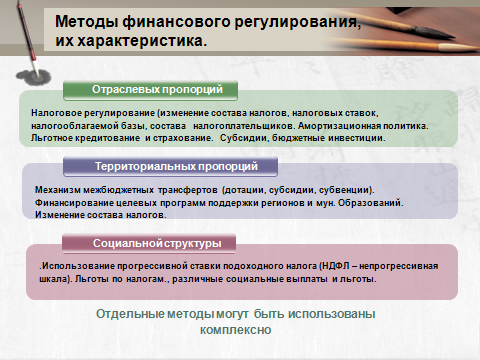 Методы финансового регулирования,
их характеристика.
Отраслевых пропорций
Налоговое регулирование (изменение состава налогов, налоговых ставок,
налогооблагаемой базы, состава налогоплательщиков. Амортизационная политика.
Льготное кредитование и страхование. Субсидии, бюджетные инвестиции.
Территориальных пропорций
Механизм межбюджетных трансфертов (дотации, субсидии, субвенции).
Финансирование целевых программ поддержки регионов и мун. Образований.
Изменение состава налогов.
Социальной структуры
.Использование прогрессивной ставки подоходного налога (НДФЛ – непрогрессивная
шкала). Льготы по налогам., различные социальные выплаты и льготы.
Отдельные методы могут быть использованы
комплексно